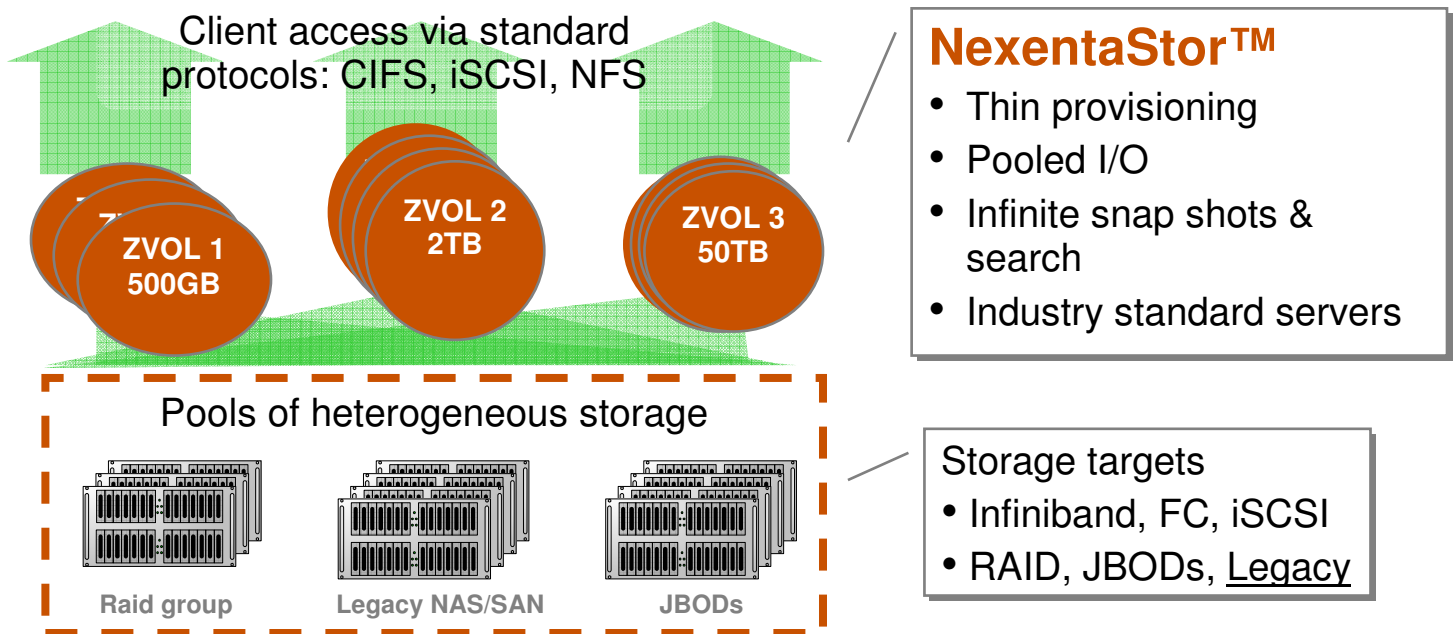 Client access via standard
protocols: CIFS, iSCSI, NFS
ZVOL 1
500GB
ZVOL 2
2TB
ZVOL 3
50TB
NexentaStor™
• Thin provisioning
• Pooled I/O
• Infinite snap shots &
search
• Industry standard servers
Pools of heterogeneous storage
Raid group
Legacy NAS/SAN
JBODs
Storage targets
• Infiniband, FC, iSCSI
• RAID, JBODs, Legacy